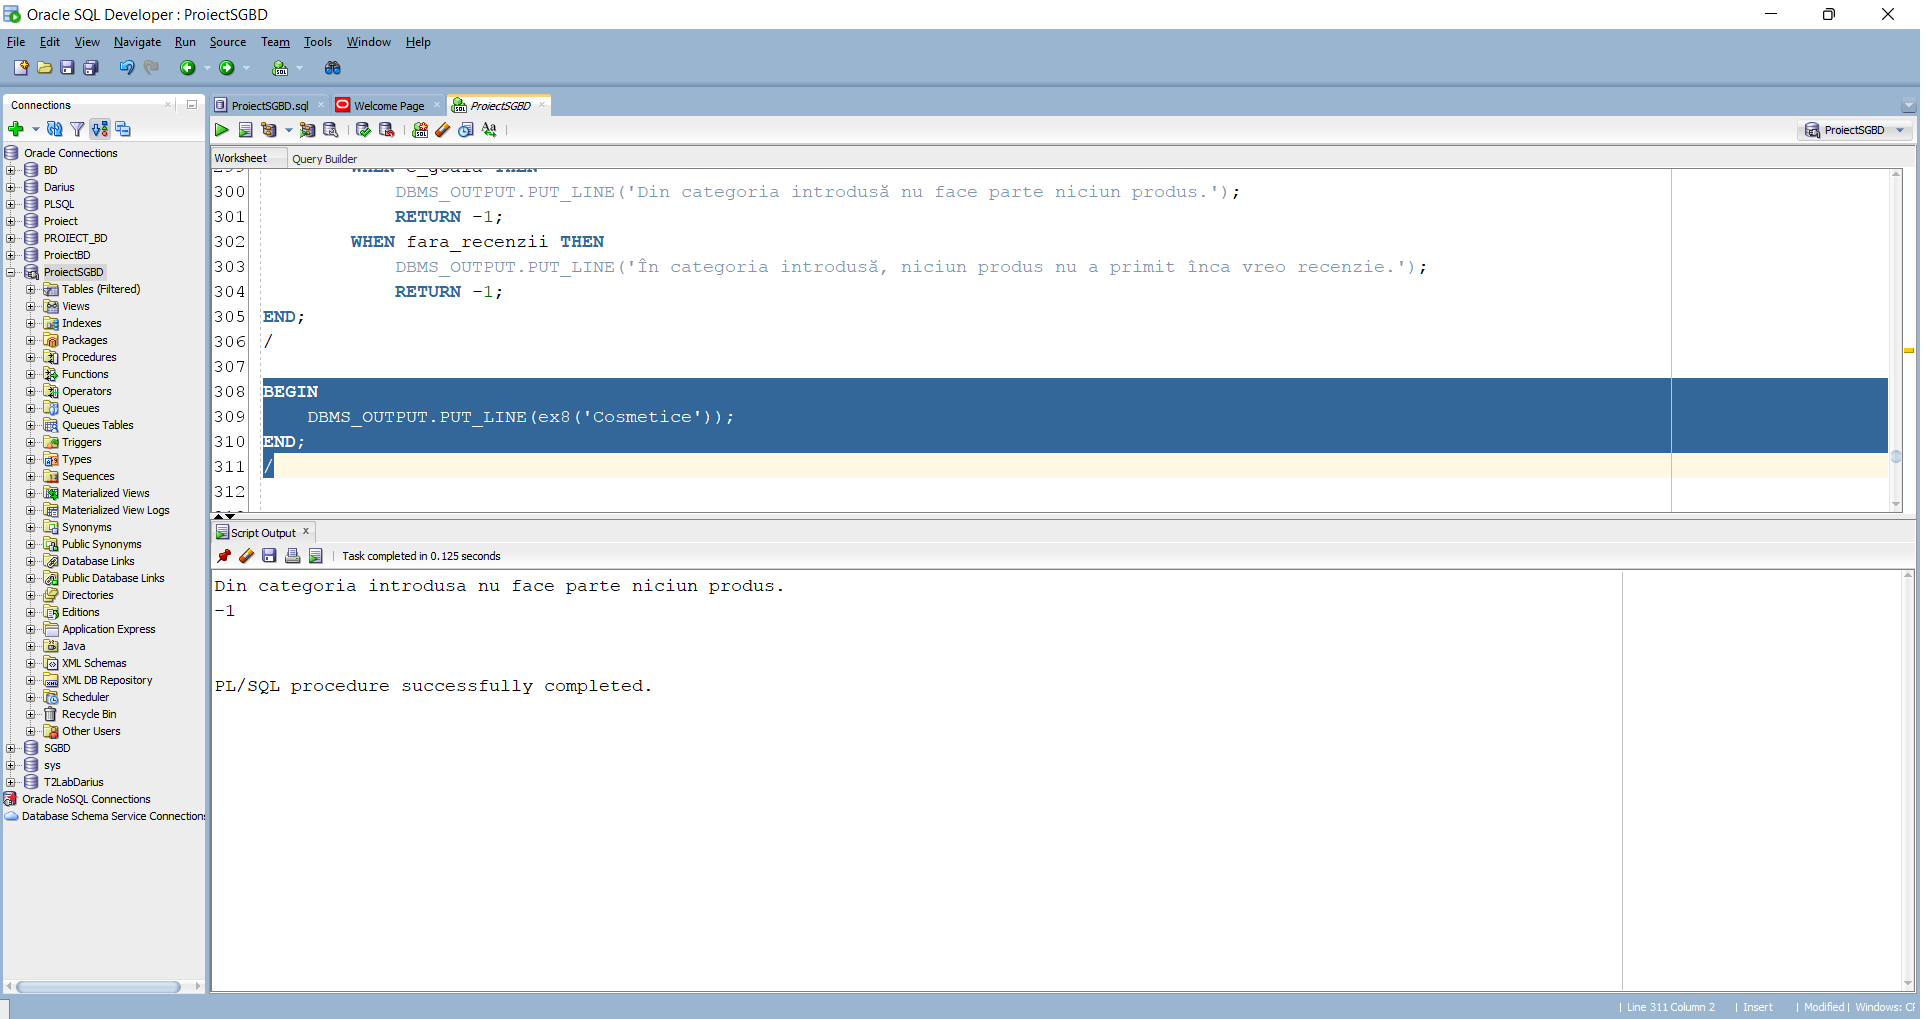 Oracle SQL Developer : ProiectSGBD
File Edit View Navigate Run Source Team Tools Window Help
Connections
ProiectSGBD.sql Welcome Page ProiectSGBD
ProiectSGBD
Worksheet Query Builder
Oracle Connections
BD
Darius
PLSQL
Proiect
PROIECT_BD
ProiectBD
ProiectSGBD
Tables (Filtered)
Views
Indexes
Packages
Procedures
Functions
Operators
Queues
Queues Tables
Triggers
Types
Sequences
Materialized Views
Materialized View Logs
Synonyms
Public Synonyms
Database Links
Public Database Links
Directories
Editions
Application Express
Java
XML Schemas
XML DB Repository
Scheduler
Recycle Bin
Other Users
SGBD
sys
T2LabDarius
Oracle NoSQL Connections
Database Schema Service Connections
300 DBMS_OUTPUT.PUT_LINE('Din categoria introdusă nu face parte niciun produs.');
301 RETURN -1;
302 WHEN fara_recenzii THEN
303 DBMS_OUTPUT.PUT_LINE('În categoria introdusă, niciun produs nu a primit înca vreo recenzie.');
304 RETURN -1;
305 END;
306 /
307
308 BEGIN
309 DBMS_OUTPUT.PUT_LINE(ex8('Cosmetice'));
310 END;
311 /
312
Script Output
Task completed in 0.125 seconds
Din categoria introdusa nu face parte niciun produs.
-1
PL/SQL procedure successfully completed.
Line 311 Column 2 | Insert | Modified | Windows: